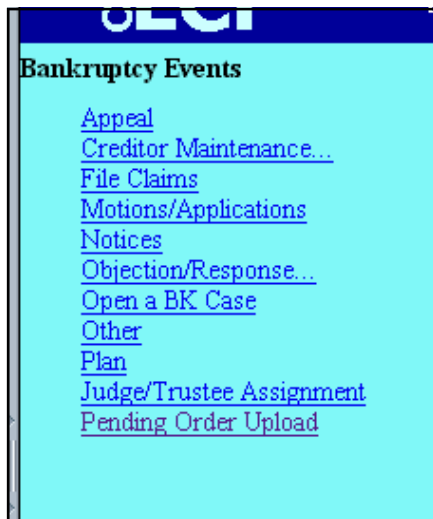 Bankruptcy Events
Appeal
Creditor Maintenance...
File Claims
Motions/Applications
Notices
Objection/Response...
Open a BK Case
Other
Plan
Judge/Trustee Assignment
Pending Order Upload